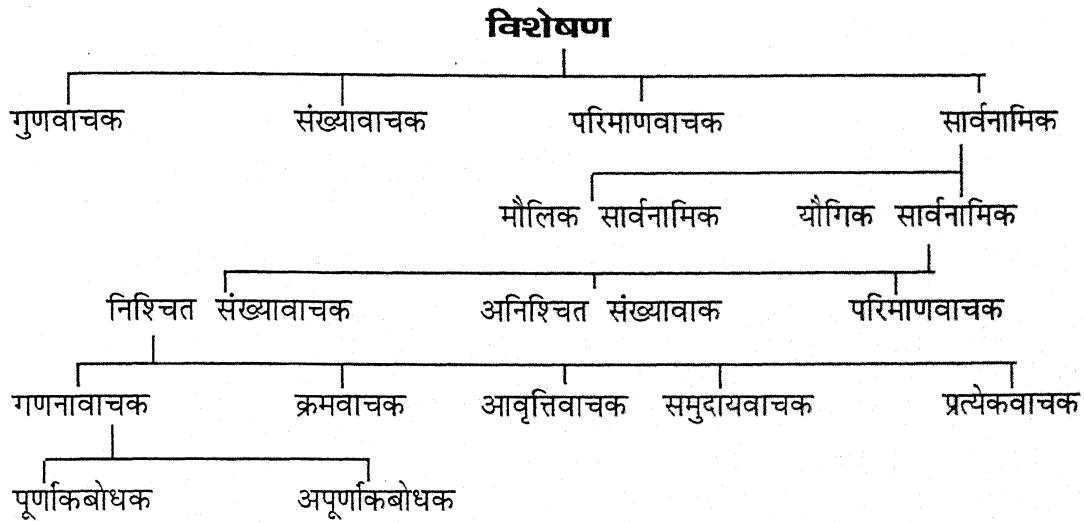 विशेषण
गुणवाचक संख्यावाचक परिमाणवाचक सार्वनामिक
मौलिक सार्वनामिक यौगिक सार्वनामिक
निश्चित संख्यावाचक अनिश्चित संख्यावाक परिमाणवाचक
गणनावाचक क्रमवाचक आवृत्तिवाचक समुदायवाचक प्रत्येकवाचक
पूर्णाकबोधक अपूर्णाकबोधक